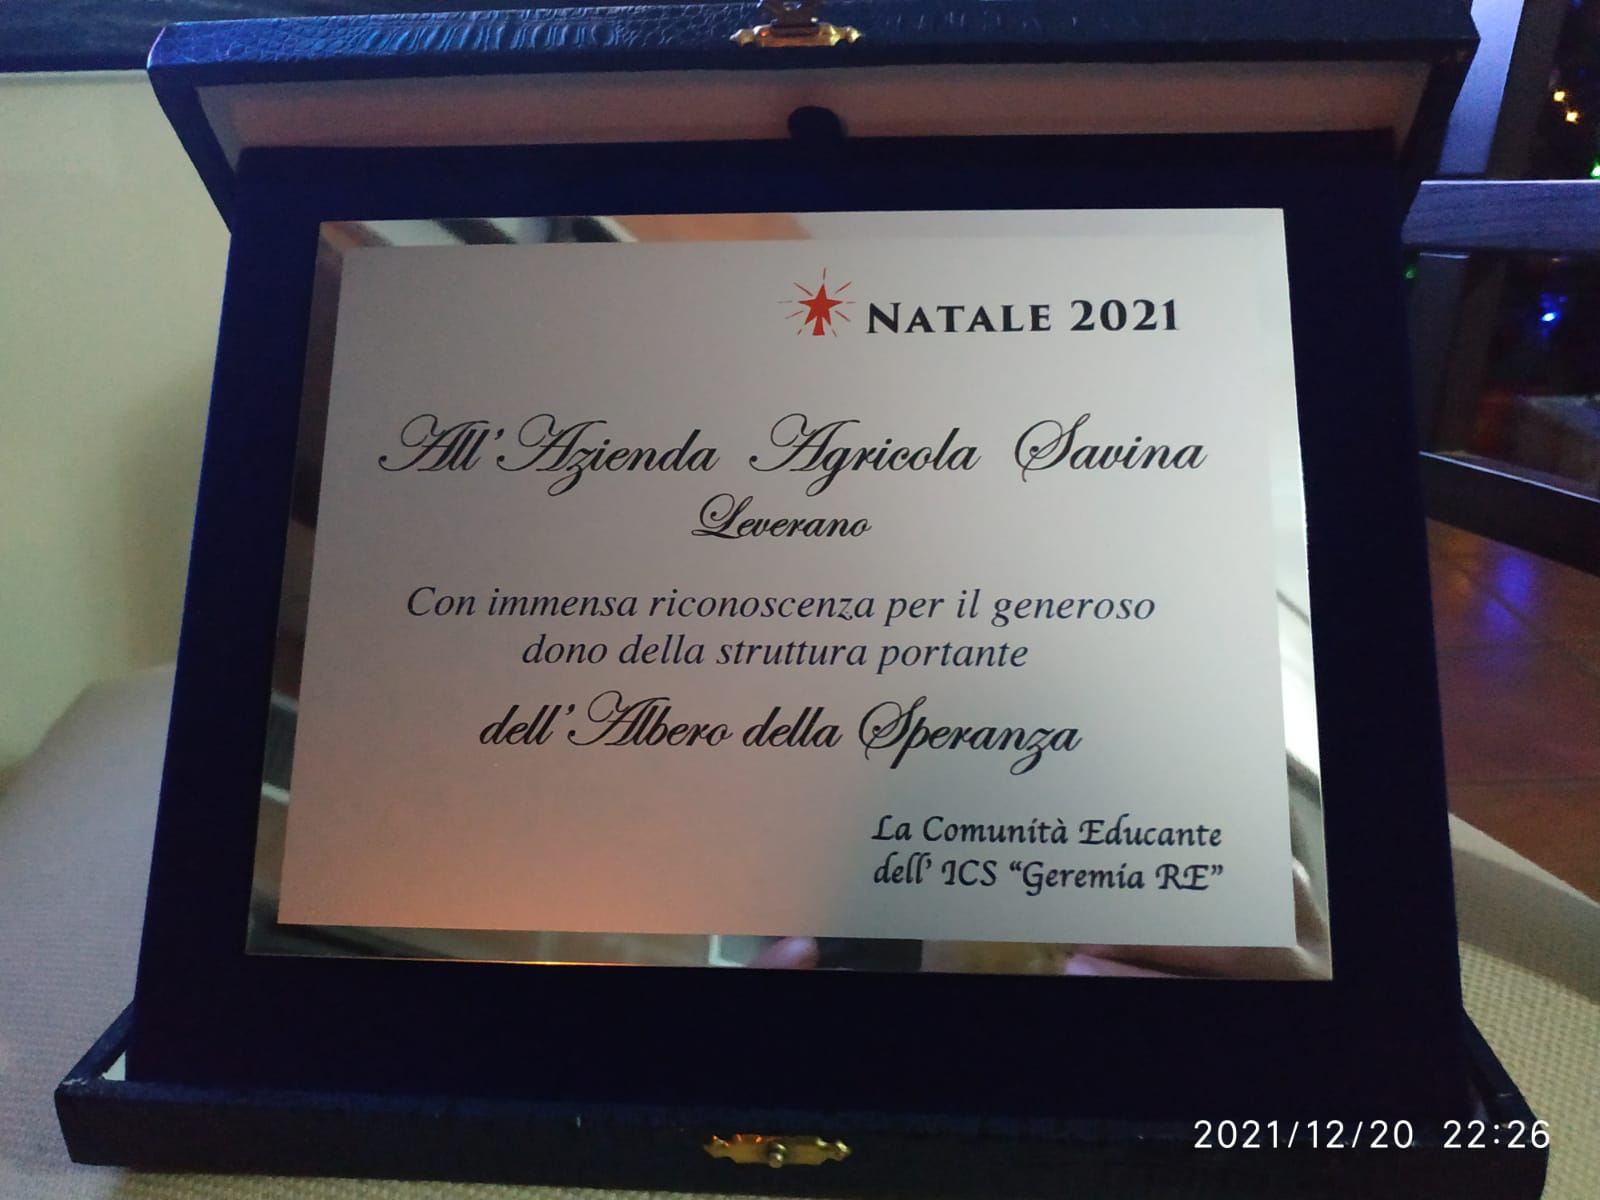 NATALE 2021
All' Azienda Agricola Savina
Leverano
Con immensa riconoscenza per il generoso
dono della struttura portante
dell' Albero della Speranza
La Comunità Educante
dell' ICS “Geremia RE”
2021/12/20 22:26